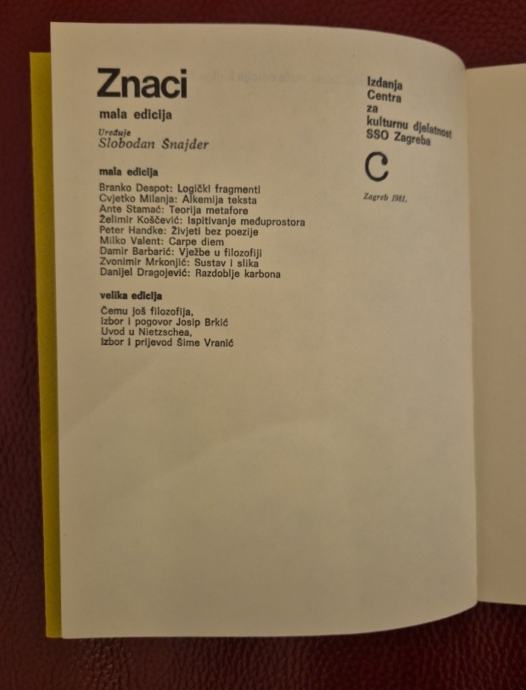 Znaci
mala edicija
Uređuje
Slobodan Šnajder
mala edicija
Branko Despot: Logički fragmenti
Cvjetko Milanja: Alkemija teksta
Ante Stamać: Teorija metafore
Želimir Koščević: Ispitivanje međuprostora
Peter Handke: Živjeti bez poezije
Milko Valent: Carpe diem
Damir Barbarić: Vježbe u filozofiji
Zvonimir Mrkonjić: Sustav i slika
Danijel Dragojević: Razdoblje karbona
velika edicija
Čemu još filozofija,
izbor i pogovor Josip Brkić
Uvod u Nietzschea,
izbor i prijevod Šime Vranić
Izdanja
Centra
za
kulturnu djelatnost
SSO Zagreba
C
Zagreb 1981.